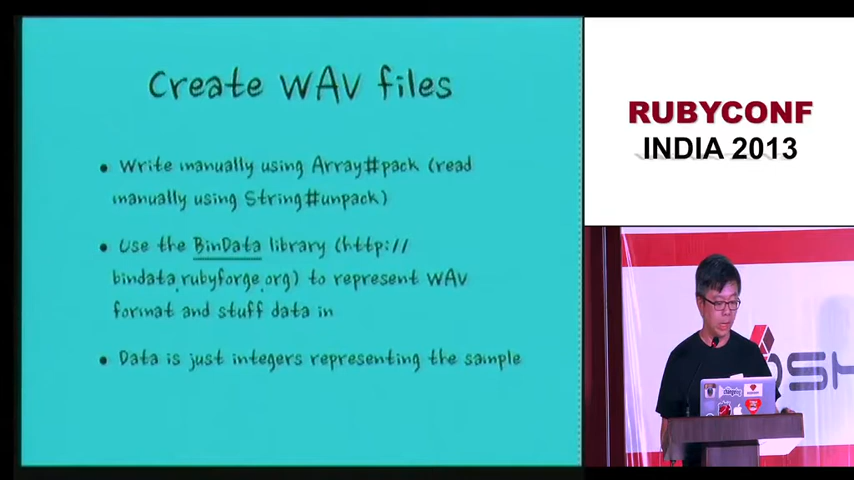 Create WAV files
• Write manually using Array#pack (read
manually using String#unpack)
• Use the BinData library (http://
bindata.rubyforge.org) to represent WAV
format and stuff data in
• Data is just integers representing the sample
RUBYCONF
INDIA 2013
OSH